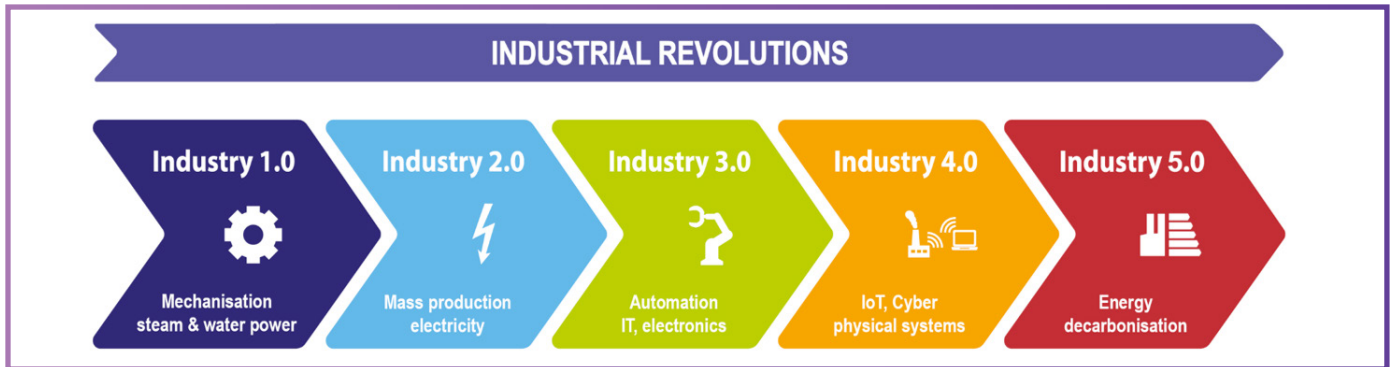 INDUSTRIAL REVOLUTIONS
Industry 1.0
Mechanisation
steam & water power
Industry 2.0
Mass production
electricity
Industry 3.0
Automation
IT, electronics
Industry 4.0
IoT, Cyber
physical systems
Industry 5.0
Energy
decarbonisation